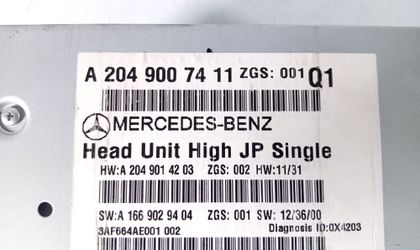 A 204 900 74 11 ZGS: 001 Q1
MERCEDES-BENZ
Head Unit High JP Single
HW:A 204 901 42 03 ZGS: 002 HW:11/31
SW:A 166 902 94 04 ZGS: 001 SW: 12/36/00
3AF664AE001 002 Diagnosis ID:0X4203